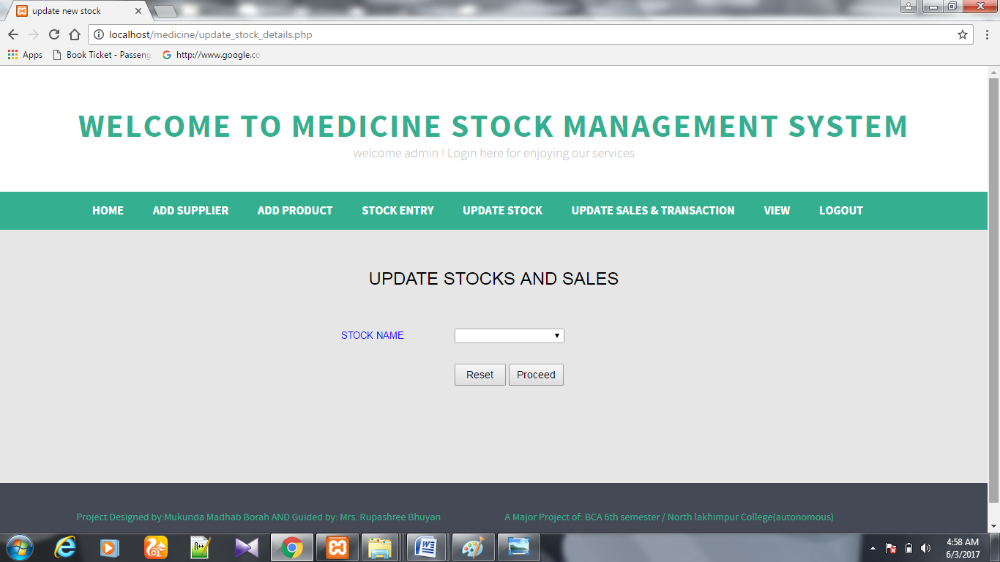 update new stock
localhost/medicine/update_stock_details.php
Apps
Book Ticket - Passeng
http://www.google.co
WELCOME TO MEDICINE STOCK MANAGEMENT SYSTEM
welcome admin ! Login here for enjoying our services
HOME ADD SUPPLIER ADD PRODUCT STOCK ENTRY UPDATE STOCK UPDATE SALES & TRANSACTION VIEW LOGOUT
UPDATE STOCKS AND SALES
STOCK NAME
Reset Proceed
Project Designed by:Mukunda Madhab Borah AND Guided by: Mrs. Rupashree Bhuyan
A Major Project of: BCA 6th semester / North lakhimpur College(autonomous)
4:58 AM
6/3/2017